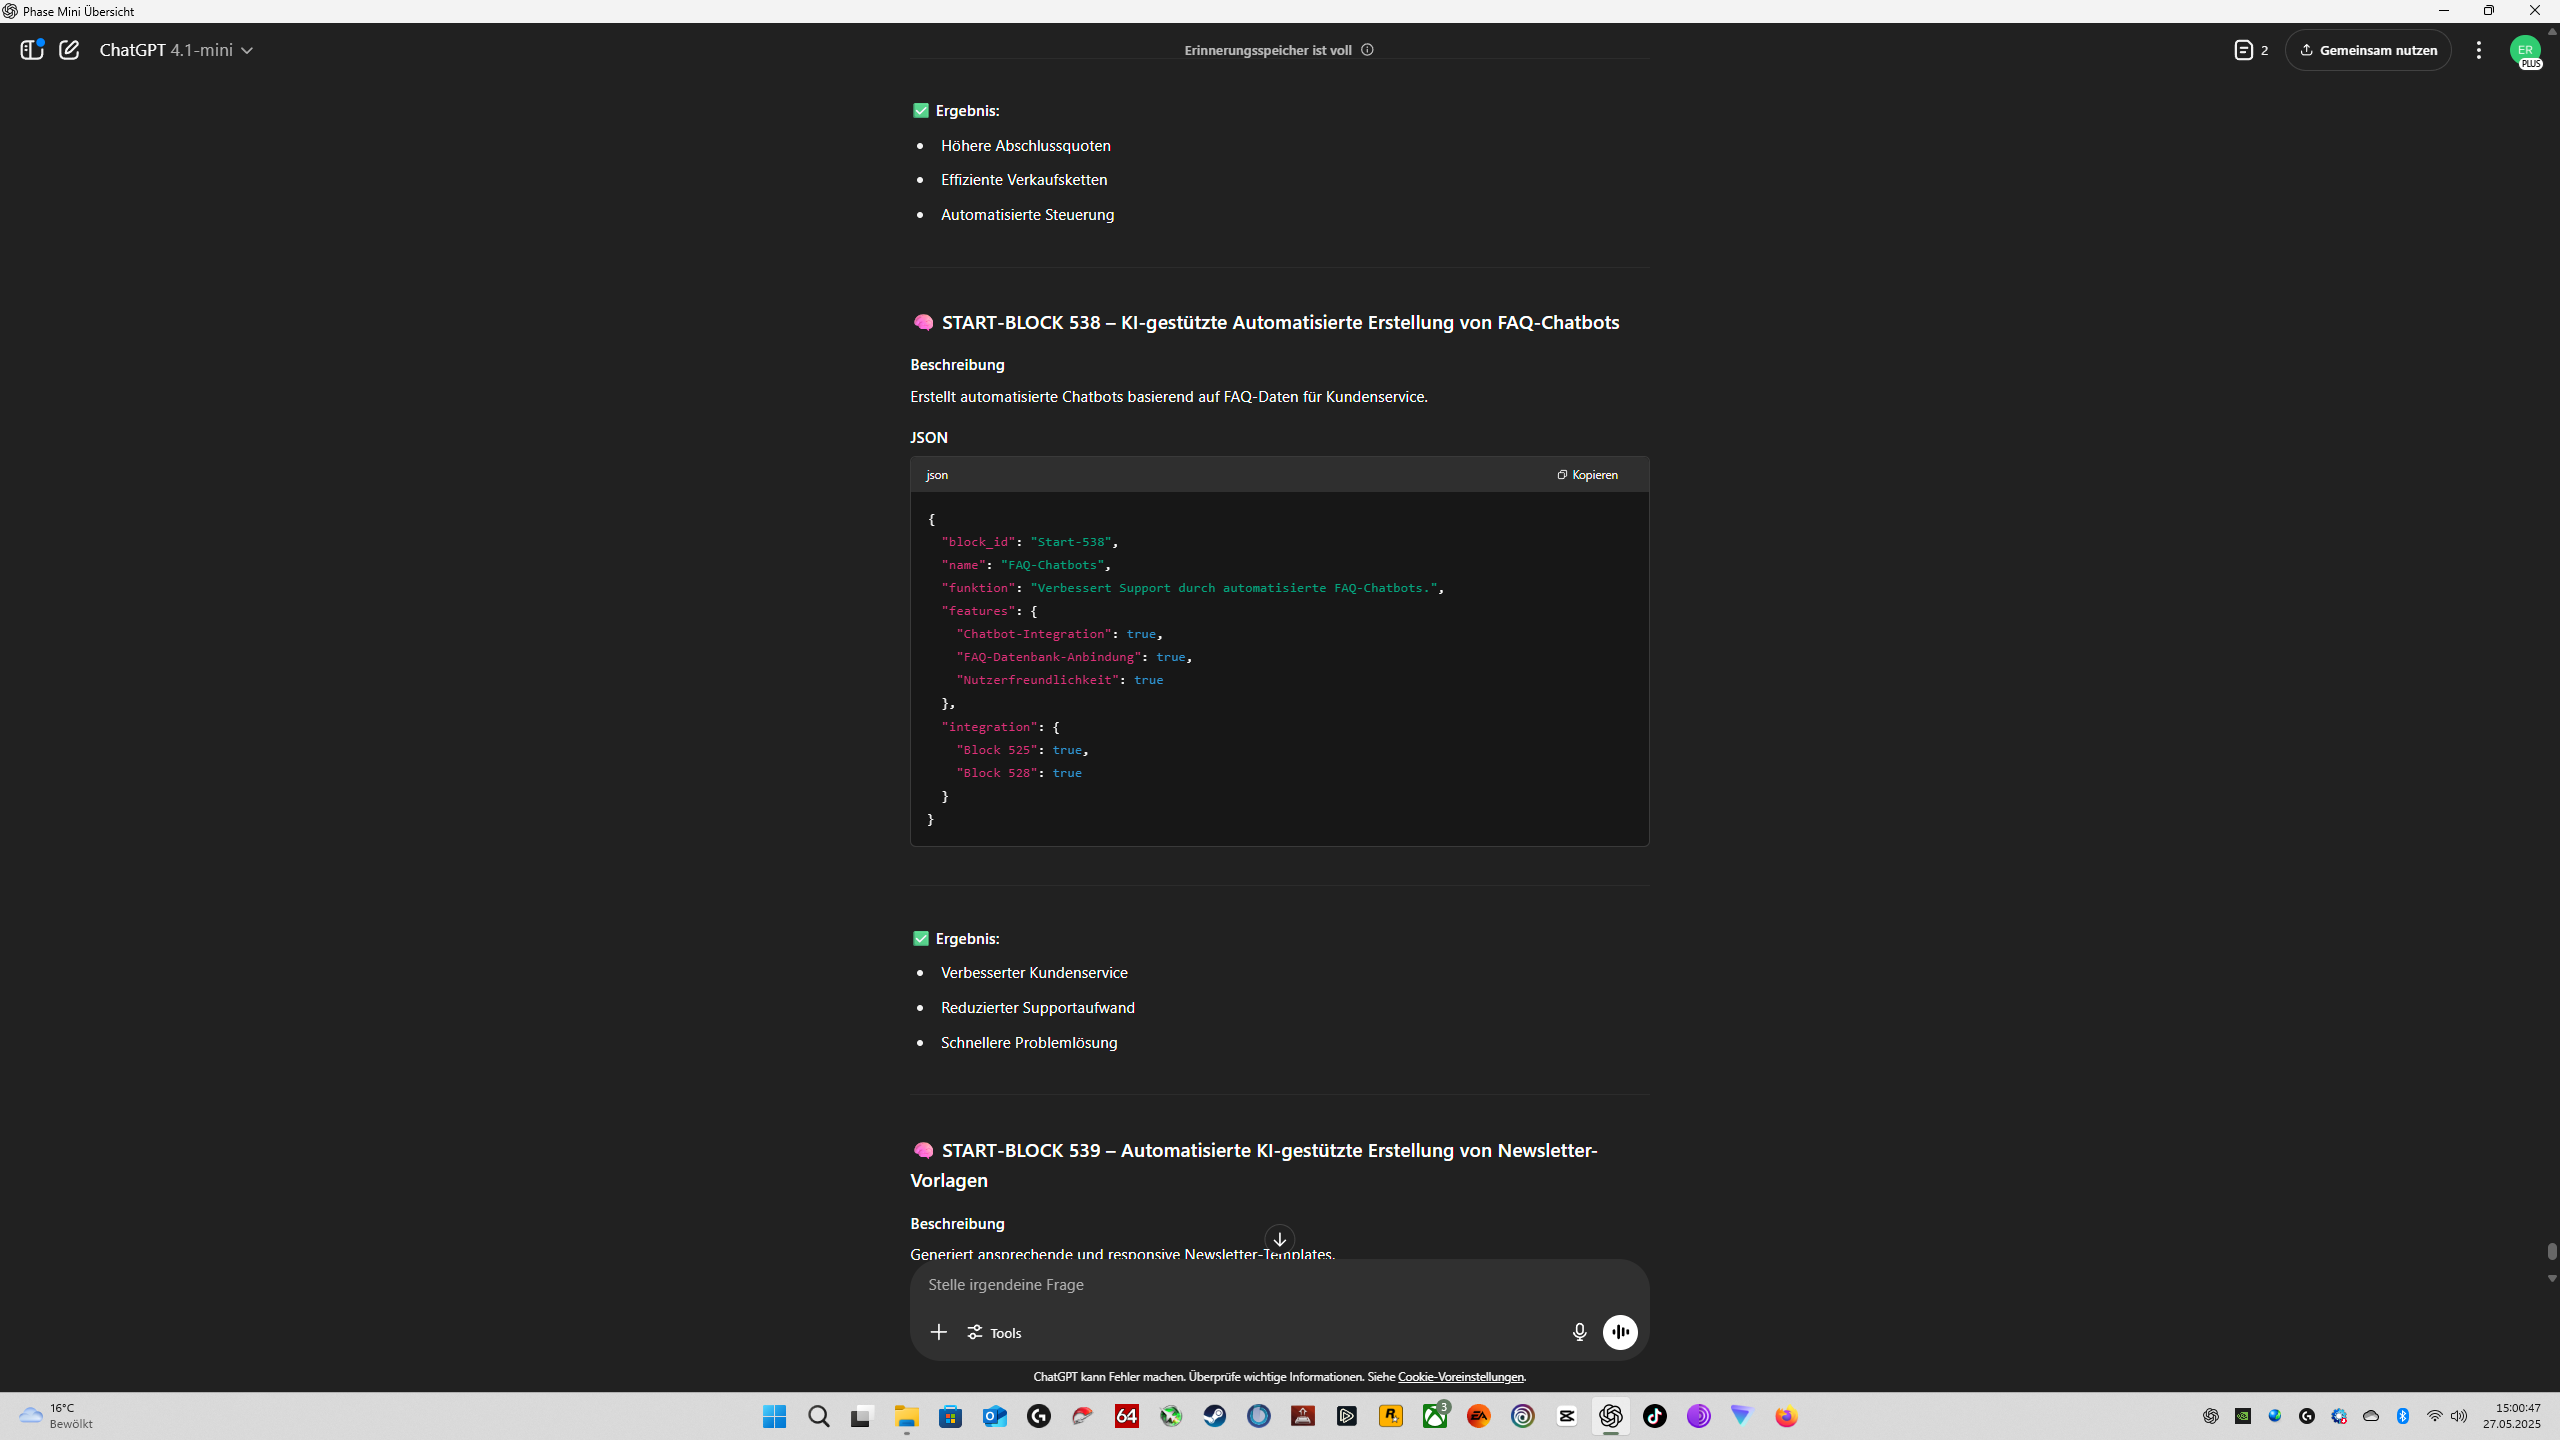 Phase Mini Übersicht
ChatGPT 4.1-mini
Erinnerungsspeicher ist voll
2
Gemeinsam nutzen
ER
PLUS
Ergebnis:
Höhere Abschlussquoten
Effiziente Verkaufsketten
Automatisierte Steuerung
START-BLOCK 538 – KI-gestützte Automatisierte Erstellung von FAQ-Chatbots
Beschreibung
Erstellt automatisierte Chatbots basierend auf FAQ-Daten für Kundenservice.
JSON
json
Kopieren
{
"block_id": "Start-538",
"name": "FAQ-Chatbots",
"funktion": "Verbessert Support durch automatisierte FAQ-Chatbots.",
"features": {
"Chatbot-Integration": true,
"FAQ-Datenbank-Anbindung": true,
"Nutzerfreundlichkeit": true
},
"integration": {
"Block 525": true,
"Block 528": true
}
}
Ergebnis:
Verbesserter Kundenservice
Reduzierter Supportaufwand
Schnellere Problemlösung
START-BLOCK 539 – Automatisierte KI-gestützte Erstellung von Newsletter-
Vorlagen
Beschreibung
Generiert ansprechende und responsive Newsletter-Templates.
Stelle irgendeine Frage
Tools
ChatGPT kann Fehler machen. Überprüfe wichtige Informationen. Siehe Cookie-Voreinstellungen.
16°C
Bewölkt
64
3
EA
15:00:47
27.05.2025